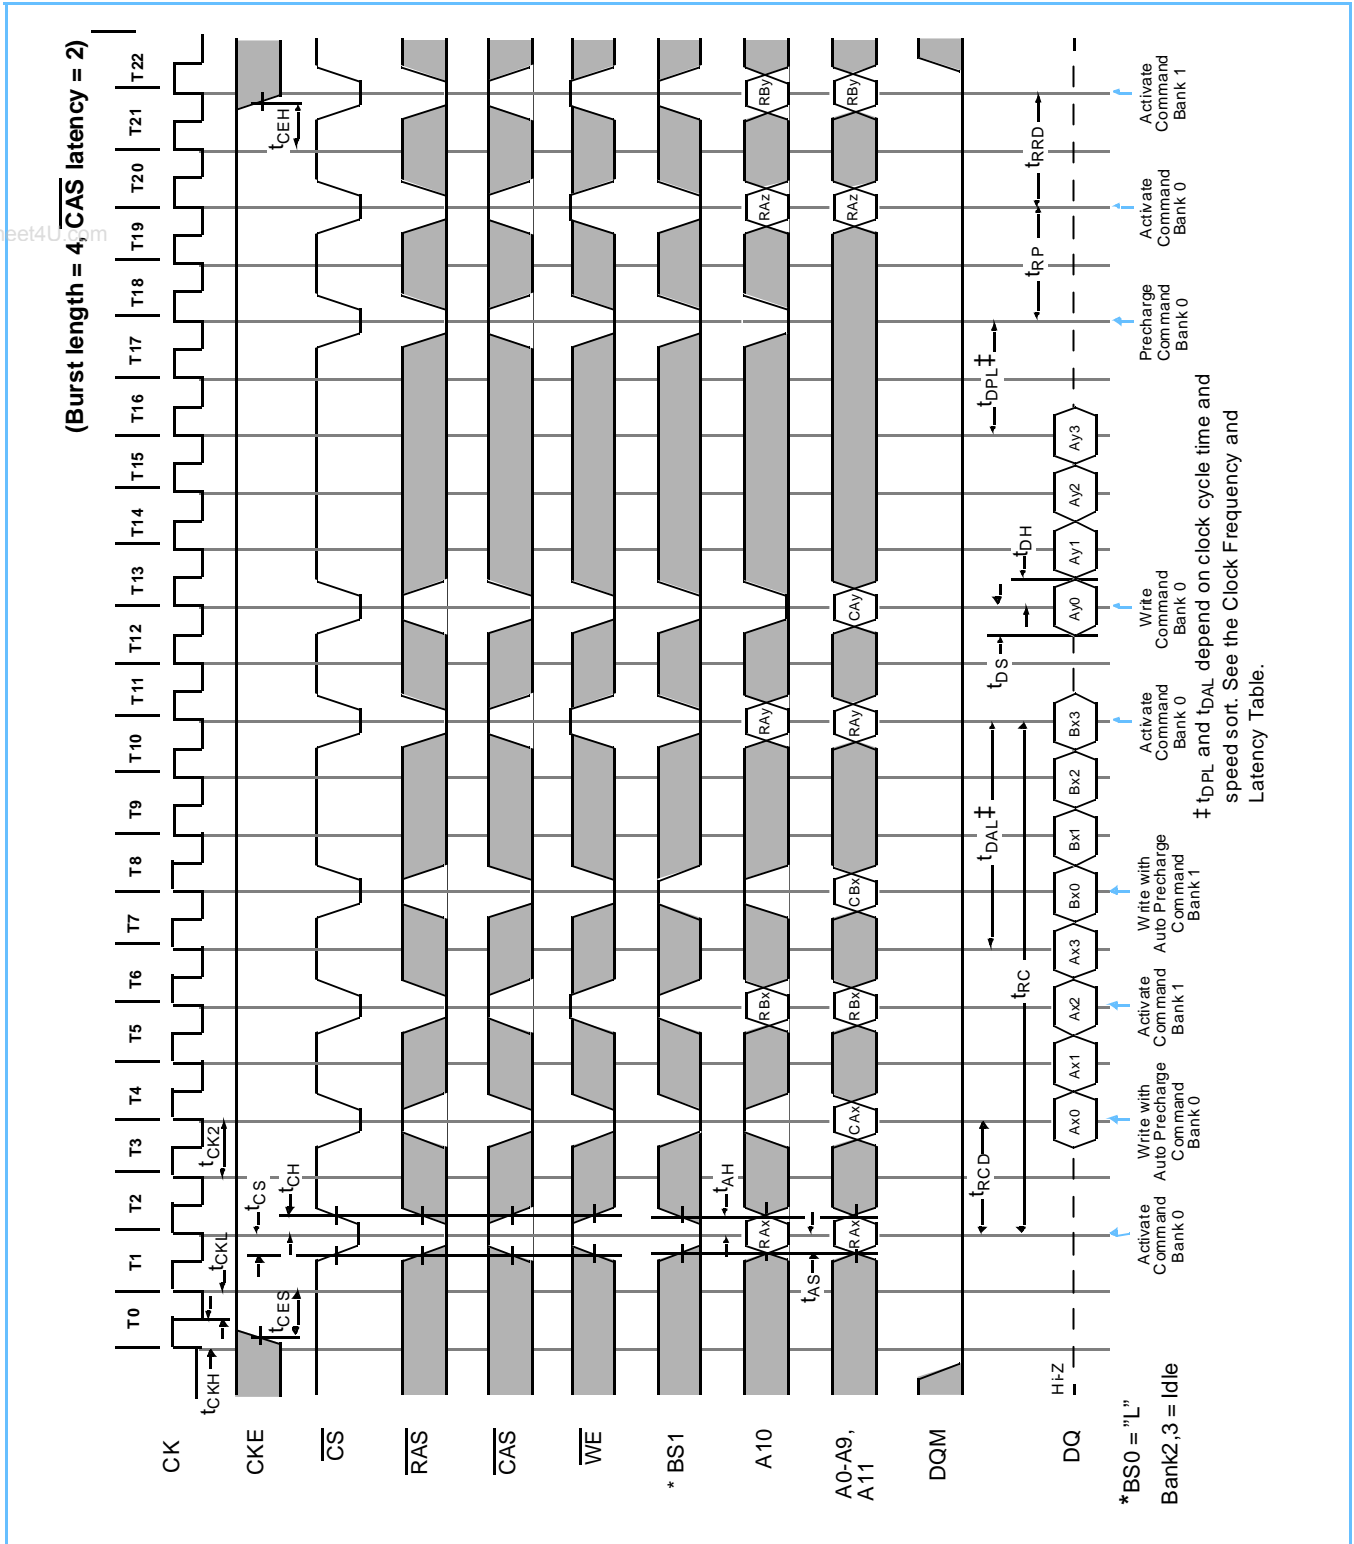 (Burst length = 4, CAS latency = 2)
T0 T1 T2 T3 T4 T5 T6 T7 T8 T9 T10 T11 T12 T13 T14 T15 T16 T17 T18 T19 T20 T21 T22
CK
tCKH
tCKL
tCK2
CKE
tCES
tCS
tCH
tCEH
CS
RAS
CAS
WE
* BS1
tAH
A10
RAx RBx RAy RAz RBy
tAS
A0-A9,
A11
RAx CAx RBx CBx RAy CAy RAz RBy
DQM
tRCD
tDAL‡
tDS
tDPL‡
tRC
tDH
tRP
tRRD
DQ
Hi-Z
Ax0 Ax1 Ax2 Ax3 Bx0 Bx1 Bx2 Bx3 Ay0 Ay1 Ay2 Ay3
Activate
Command
Bank 0
Write with
Auto Precharge
Command
Bank 0
Activate
Command
Bank 1
Write with
Auto Precharge
Command
Bank 1
Activate
Command
Bank 0
Write
Command
Bank 0
Precharge
Command
Bank 0
Activate
Command
Bank 0
Activate
Command
Bank 1
*BS0 = ”L”
Bank2,3 = Idle
‡ tDPL and tDAL depend on clock cycle time and
speed sort. See the Clock Frequency and
Latency Table.
eet4U.com